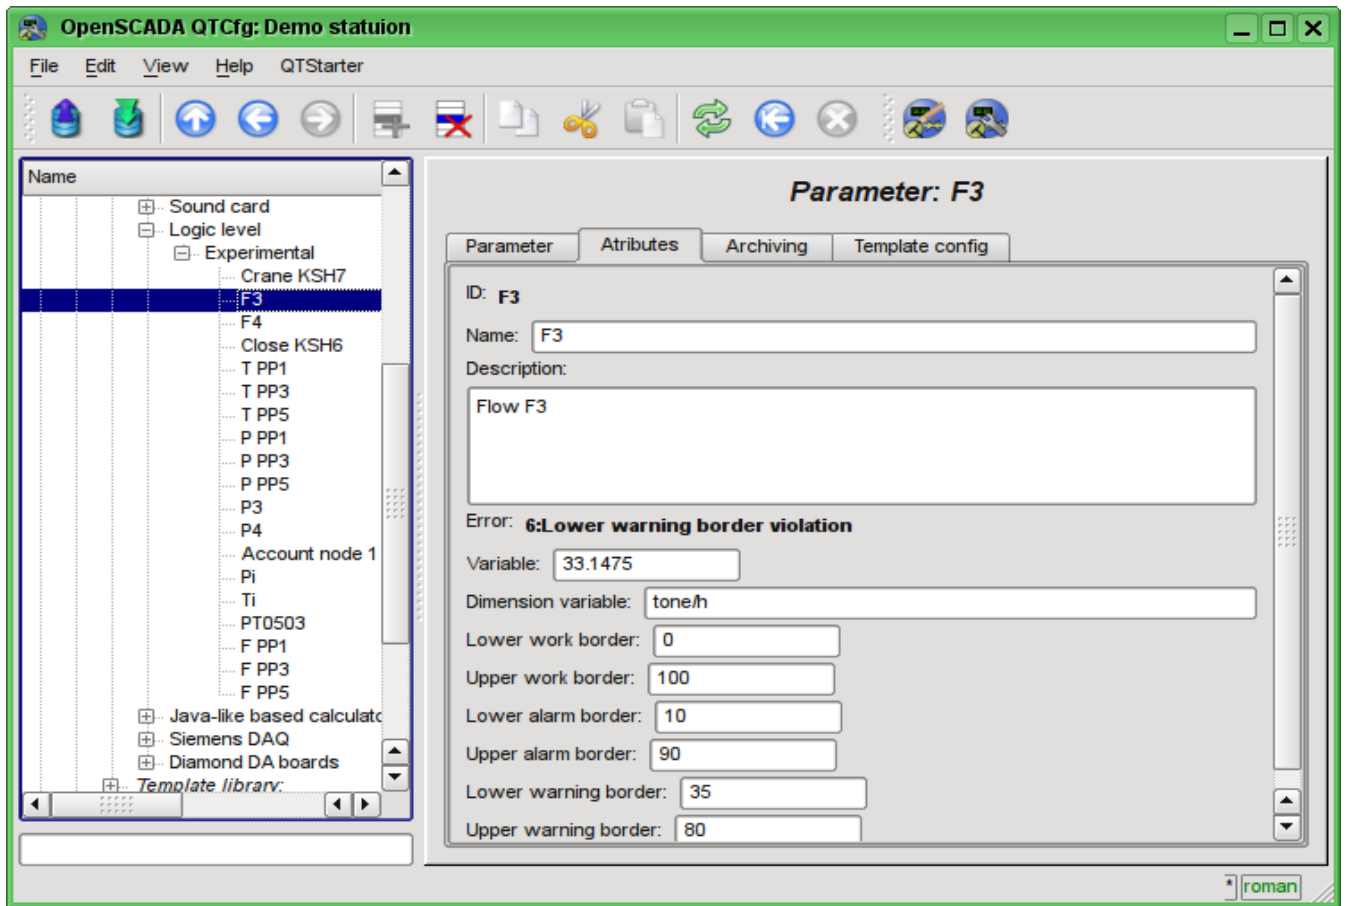 OpenSCADA QTCfg: Demo statuion
File Edit View Help QTStarter
Name
Sound card
Logic level
Experimental
Crane KSH7
F3
F4
Close KSH6
T PP1
T PP3
T PP5
P PP1
P PP3
P PP5
P3
P4
Account node 1
Pi
Ti
PT0503
F PP1
F PP3
F PP5
Java-like based calculato
Siemens DAQ
Diamond DA boards
Template library:
Parameter: F3
Parameter Atributes Archiving Template config
ID: F3
Name: F3
Description:
Flow F3
Error: 6:Lower warning border violation
Variable: 33.1475
Dimension variable: tone/h
Lower work border: 0
Upper work border: 100
Lower alarm border: 10
Upper alarm border: 90
Lower warning border: 35
Upper warning border: 80
* roman